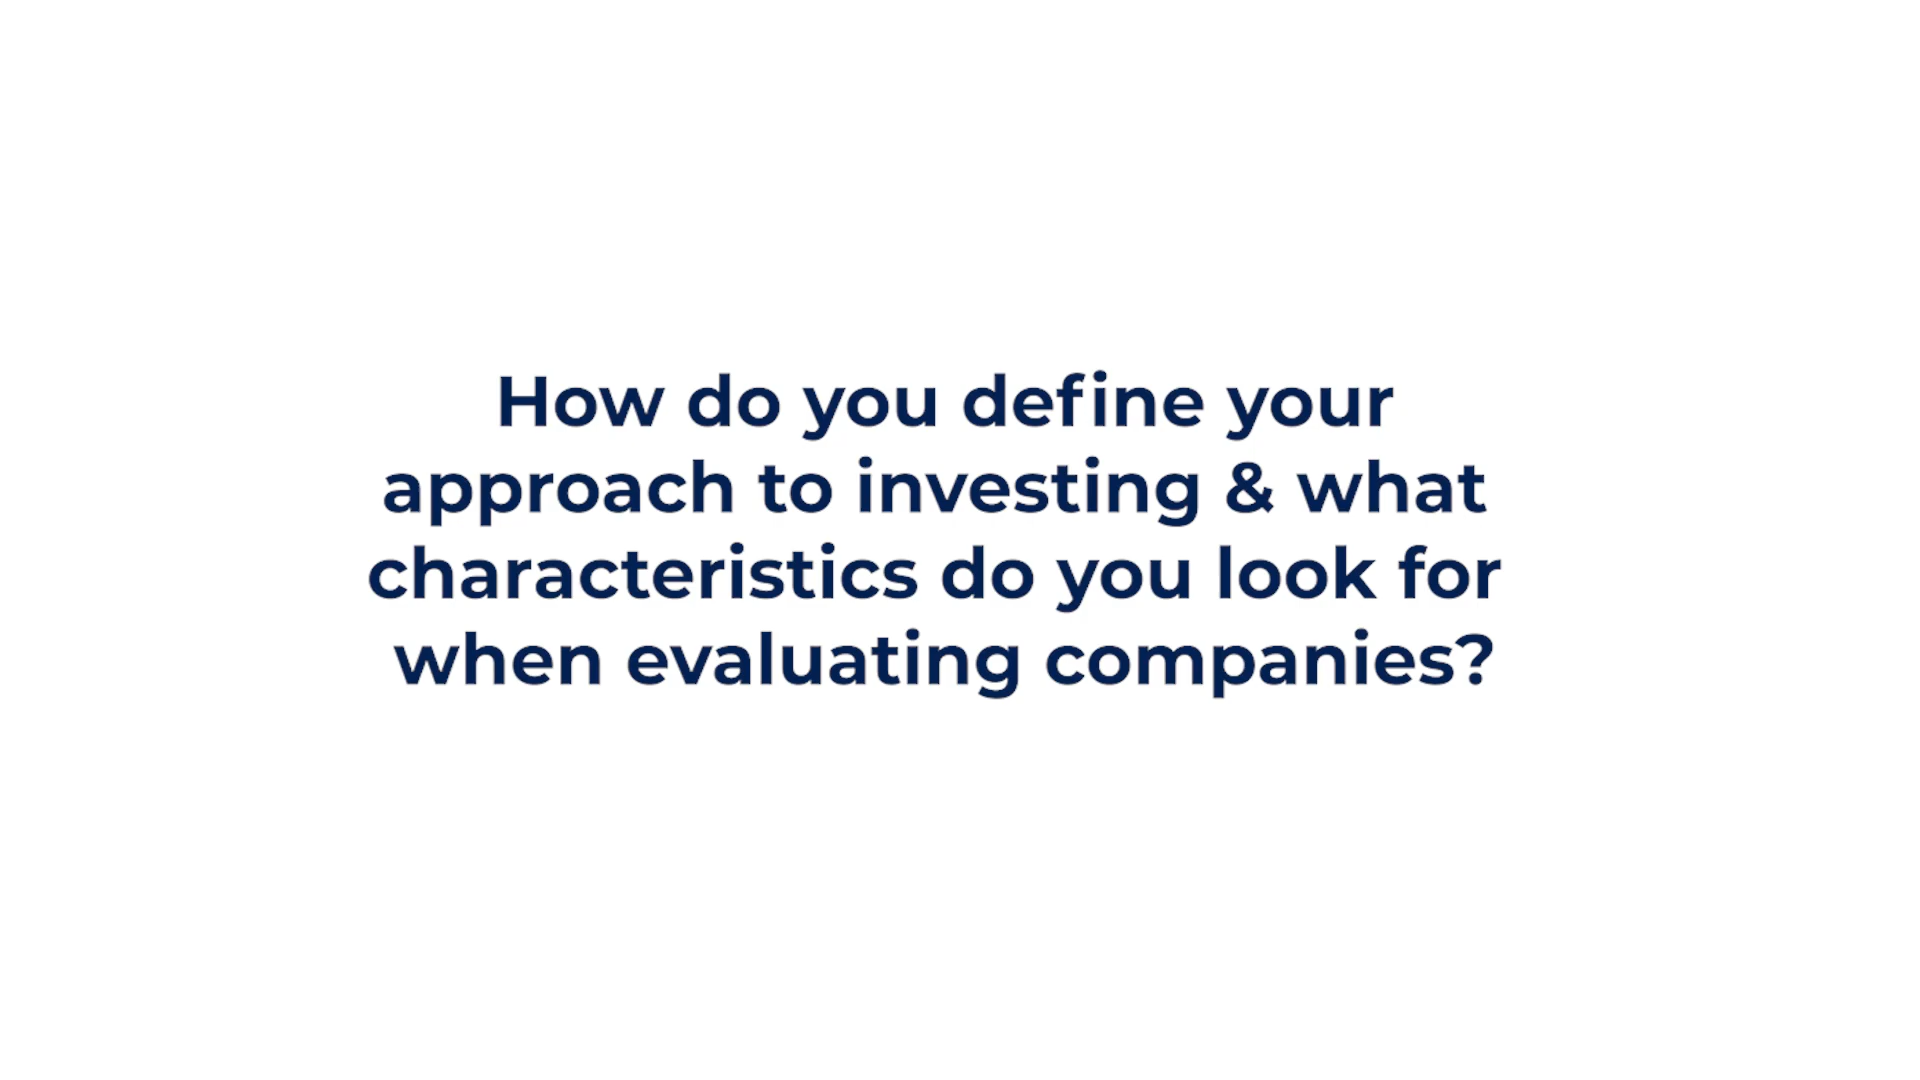 How do you define your
approach to investing & what
characteristics do you look for
when evaluating companies?